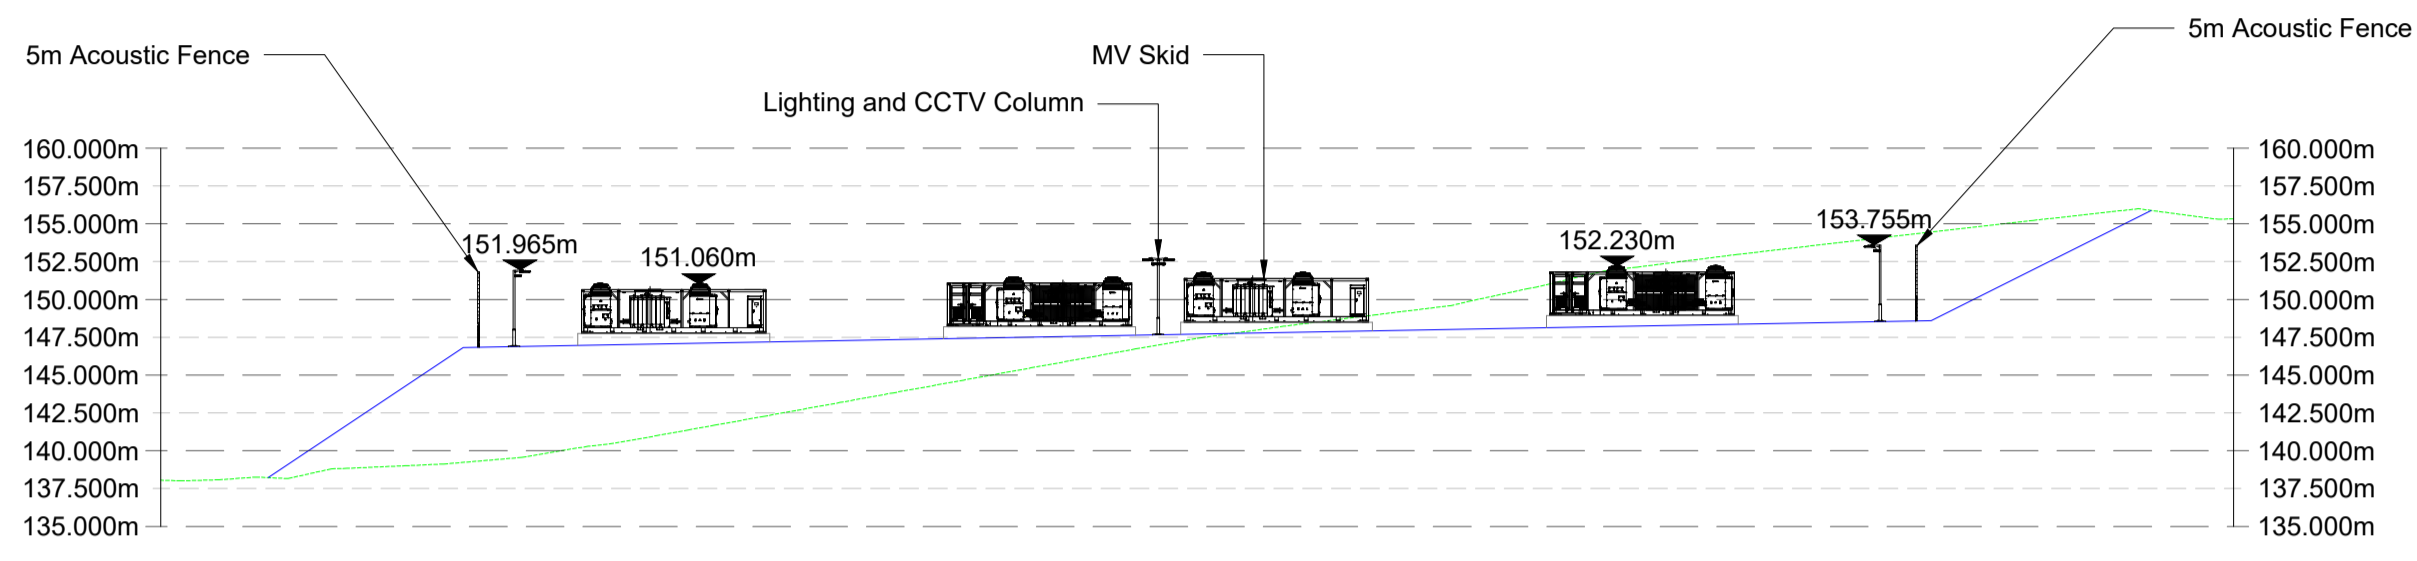 5m Acoustic Fence
5m Acoustic Fence
MV Skid
Lighting and CCTV Column
160.000m
160.000m
157.500m
157.500m
155.000m
155.000m
153.755m
151.965m
152.230m
151.060m
152.500m
152.500m
150.000m
150.000m
147.500m
147.500m
145.000m
145.000m
142.500m
142.500m
140.000m
140.000m
137.500m
137.500m
135.000m
135.000m